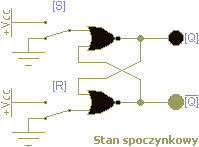 [S]
+Vcc
[Q]
[R]
+Vcc
[Q]
Stan spoczynkowy